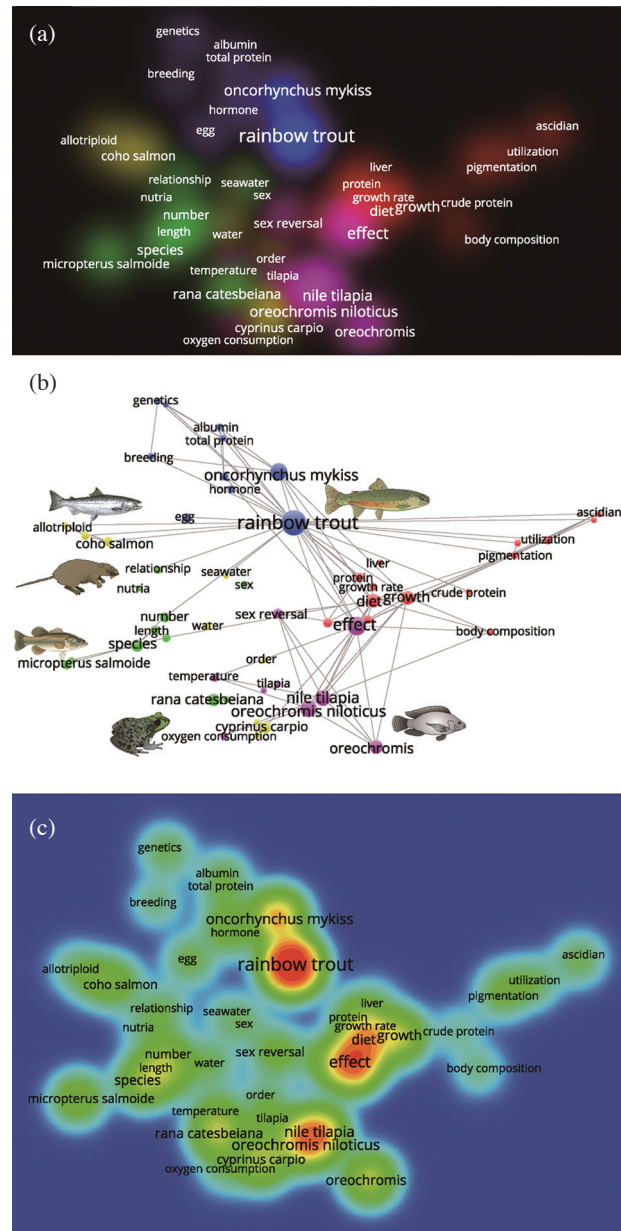 (a)
genetics
albumin
total protein
breeding
oncorhynchus mykiss
hormone
egg
rainbow trout
ascidian
allotriploid
coho salmon
utilization
liver
pigmentation
relationship
seawater
protein
nutria
sex
growth rate
number
diet
growth
crude protein
length
water
sex reversal
effect
species
body composition
micropterus salmoide
order
temperature
tilapia
rana catesbeiana
nile tilapia
oreochromis niloticus
cyprinus carpio
oreochromis
oxygen consumption
(b)
genetics
albumin
total protein
breeding
oncorhynchus mykiss
hormone
egg
rainbow trout
ascidian
allotriploid
coho salmon
utilization
pigmentation
liver
relationship
seawater
protein
nutria
sex
growth rate
crude protein
diet
growth
number
sex reversal
length
water
effect
species
body composition
micropterus salmoide
order
temperature
tilapia
rana catesbeiana
nile tilapia
oreochromis niloticus
cyprinus carpio
oxygen consumption
oreochromis
(c)
genetics
albumin
total protein
breeding
oncorhynchus mykiss
hormone
egg
rainbow trout
ascidian
allotriploid
coho salmon
utilization
pigmentation
liver
relationship
seawater
protein
nutria
sex
growth rate
crude protein
diet
growth
number
sex reversal
length
water
effect
species
body composition
micropterus salmoide
order
temperature
tilapia
rana catesbeiana
nile tilapia
oreochromis niloticus
cyprinus carpio
oxygen consumption
oreochromis